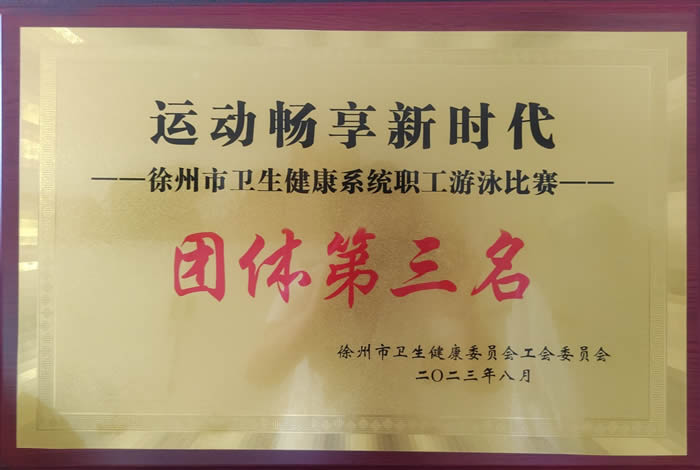 运动畅享新时代
——徐州市卫生健康系统职工游泳比赛——
团体第三名
徐州市卫生健康委员会工会委员会
二〇二三年八月